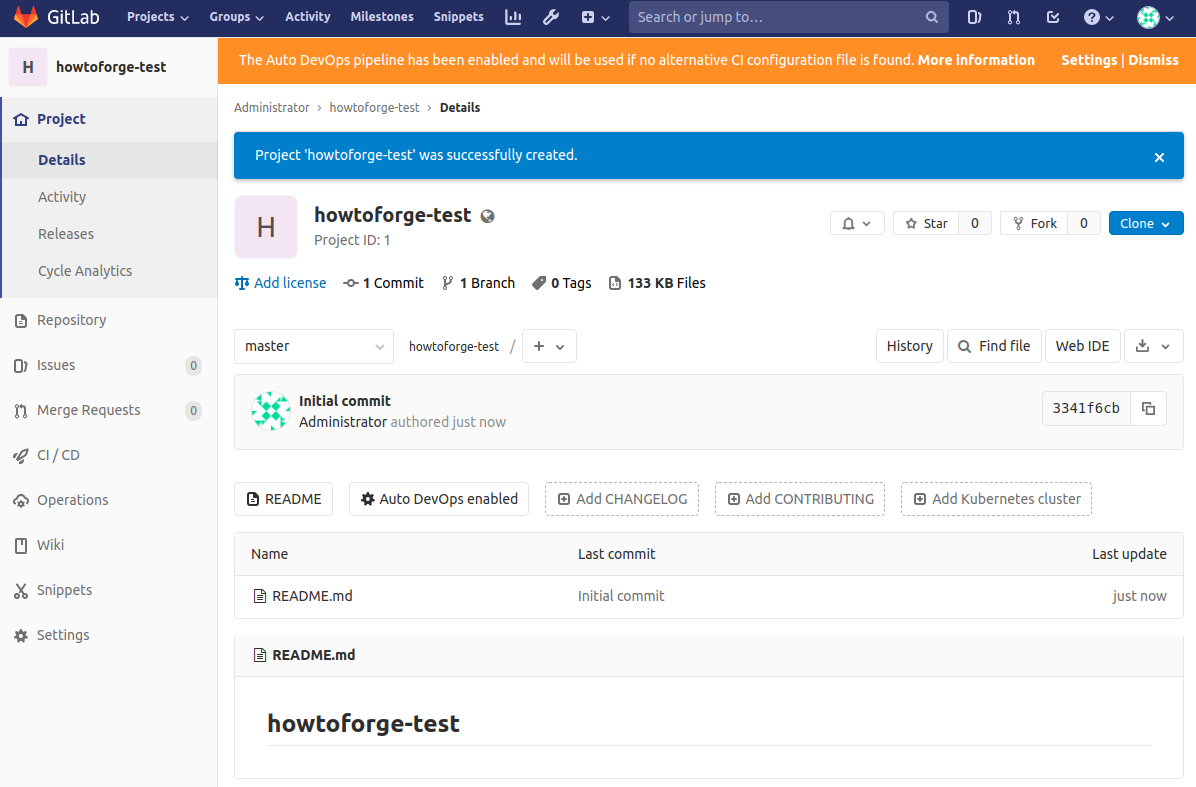 GitLab Projects Groups Activity Milestones Snippets Search or jump to…
H howtoforge-test
The Auto DevOps pipeline has been enabled and will be used if no alternative CI configuration file is found. More information Settings | Dismiss
Project
Details
Activity
Releases
Cycle Analytics
Repository
Issues 0
Merge Requests 0
CI / CD
Operations
Wiki
Snippets
Settings
Administrator › howtoforge-test › Details
Project 'howtoforge-test' was successfully created.
H
howtoforge-test
Project ID: 1
Star 0 Fork 0 Clone
Add license 1 Commit 1 Branch 0 Tags 133 KB Files
master howtoforge-test / + History Find file Web IDE
Initial commit
Administrator authored just now
3341f6cb
README Auto DevOps enabled Add CHANGELOG Add CONTRIBUTING Add Kubernetes cluster
Name Last commit Last update
README.md Initial commit just now
README.md
howtoforge-test